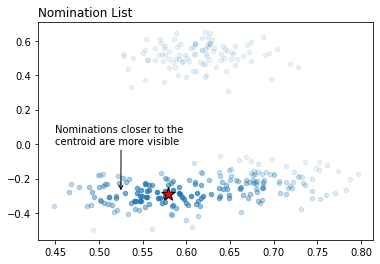 Nomination List
0.6
0.4
0.2
0.0
−0.2
−0.4
Nominations closer to the
centroid are more visible
0.45 0.50 0.55 0.60 0.65 0.70 0.75 0.80